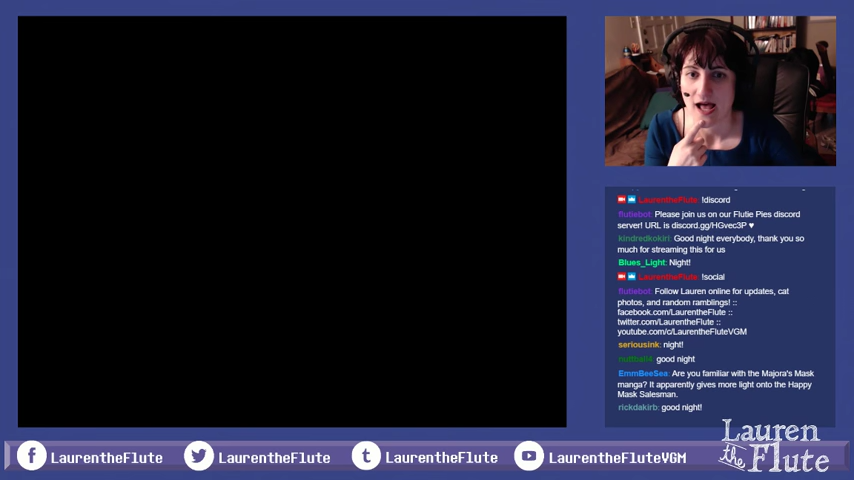 LaurentheFlute: !discord
flutiebot: Please join us on our Flutie Pies discord
server! URL is discord.gg/HGvec3P ♥
kindredkokiri: Good night everybody, thank you so
much for streaming this for us
Blues_Light: Night!
LaurentheFlute: !social
flutiebot: Follow Lauren online for updates, cat
photos, and random ramblings! ::
facebook.com/LaurentheFlute ::
twitter.com/LaurentheFlute ::
youtube.com/c/LaurentheFluteVGM
seriousink: night!
good night
EmmBeeSea: Are you familiar with the Majora's Mask
manga? It apparently gives more light onto the Happy
Mask Salesman.
rickdakirb: good night!
LaurentheFlute
LaurentheFlute
LaurentheFlute
LaurentheFluteVGM
Lauren
the Flute